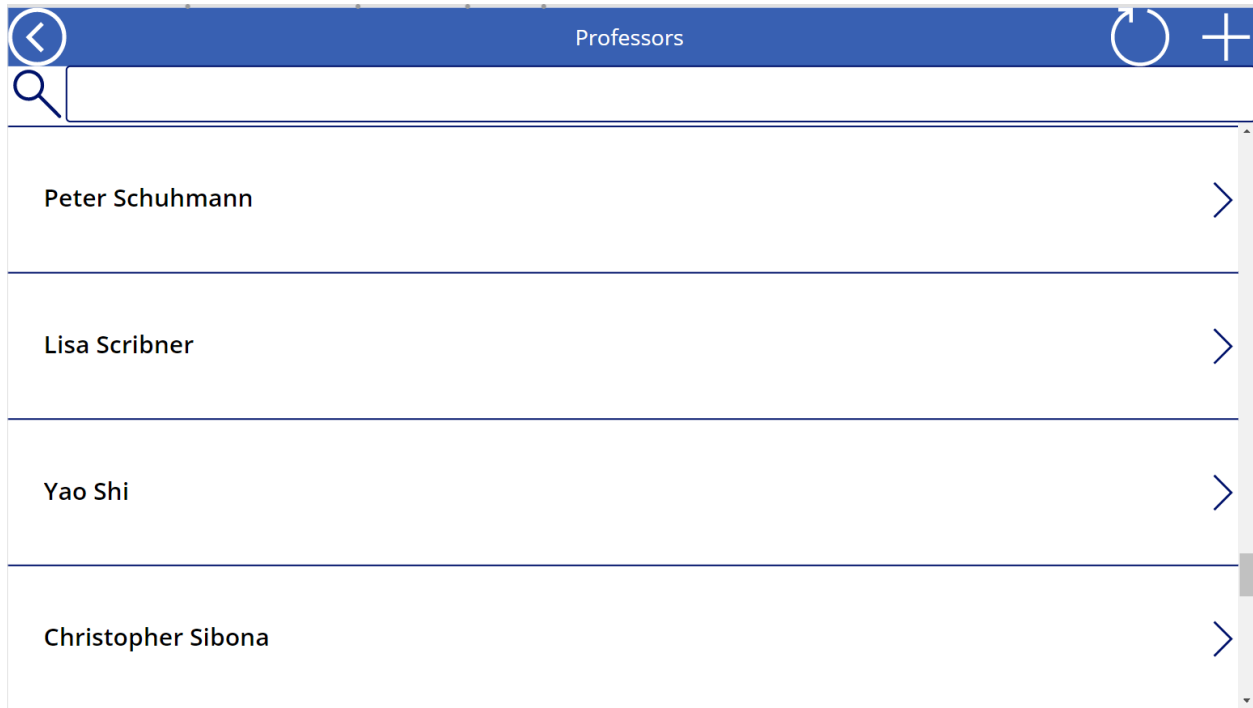 Professors
Peter Schuhmann
Lisa Scribner
Yao Shi
Christopher Sibona